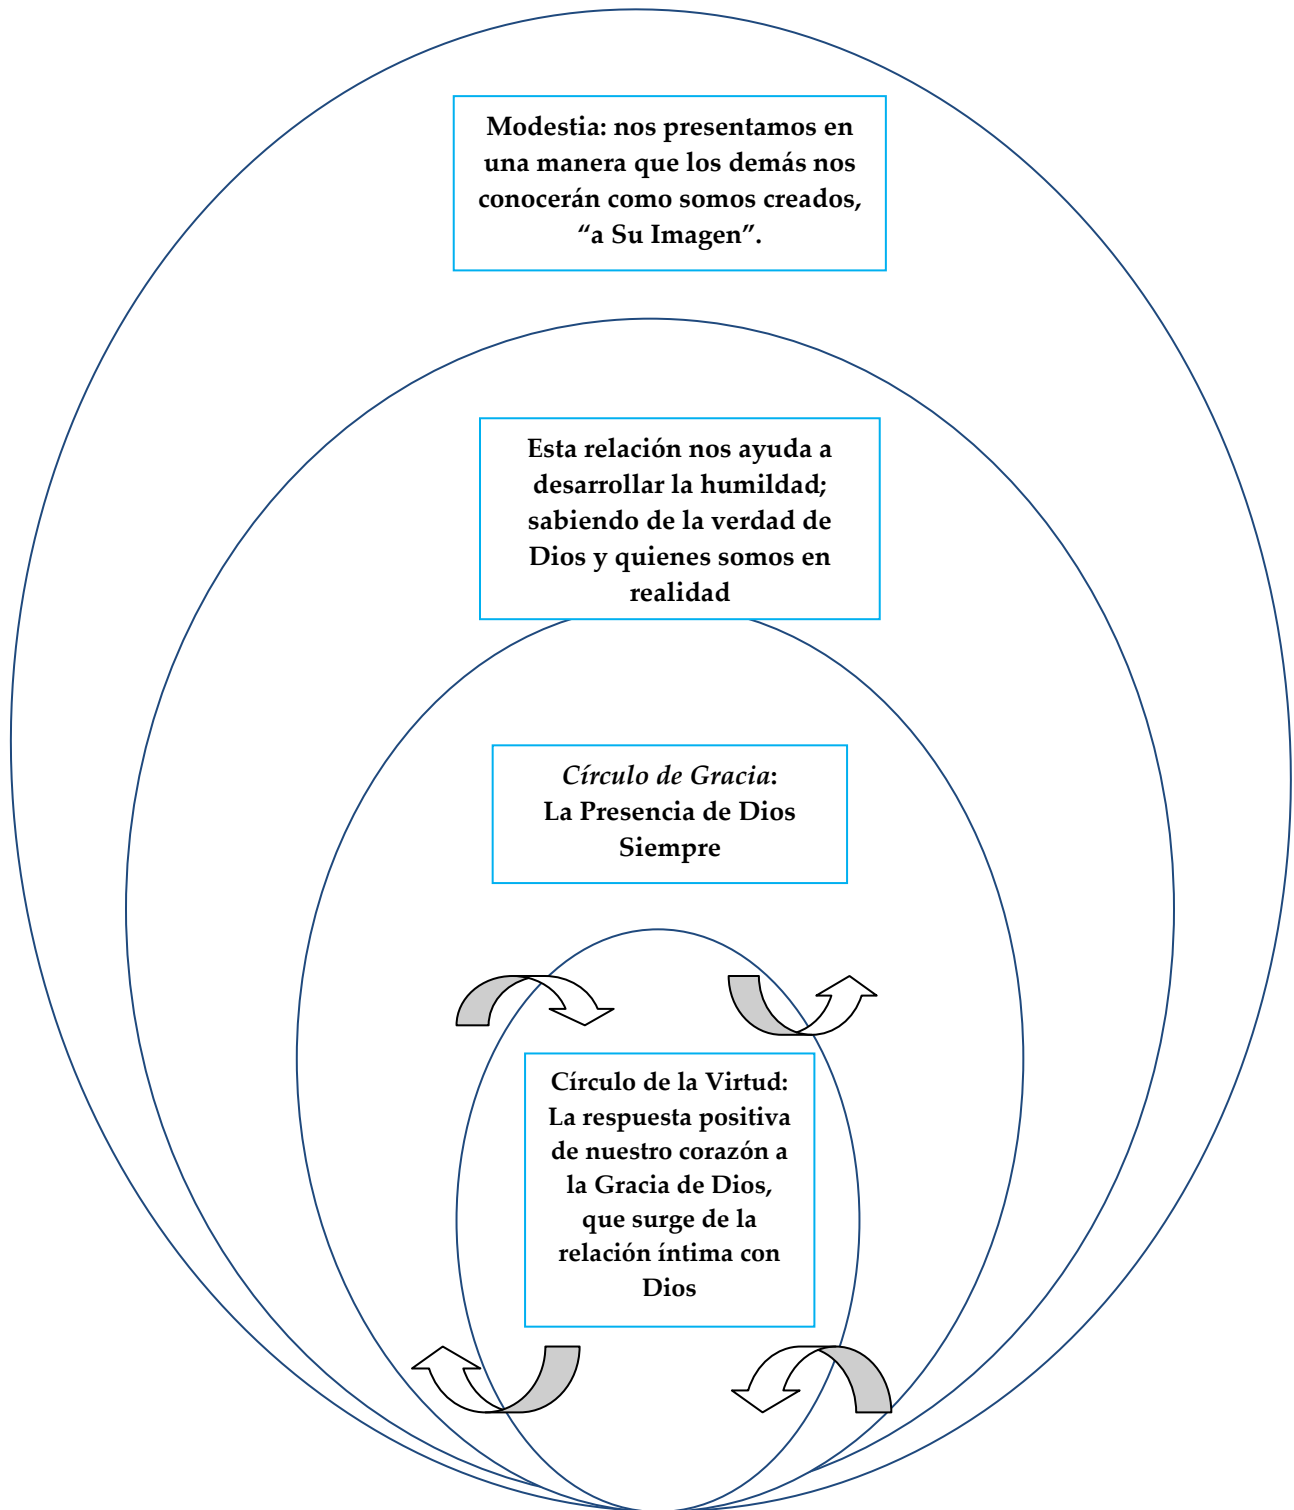 Modestia: nos presentamos en
una manera que los demás nos
conocerán como somos creados,
“a Su Imagen”.
Esta relación nos ayuda a
desarrollar la humildad;
sabiendo de la verdad de
Dios y quienes somos en
realidad
Círculo de Gracia:
La Presencia de Dios
Siempre
Círculo de la Virtud:
La respuesta positiva
de nuestro corazón a
la Gracia de Dios,
que surge de la
relación íntima con
Dios